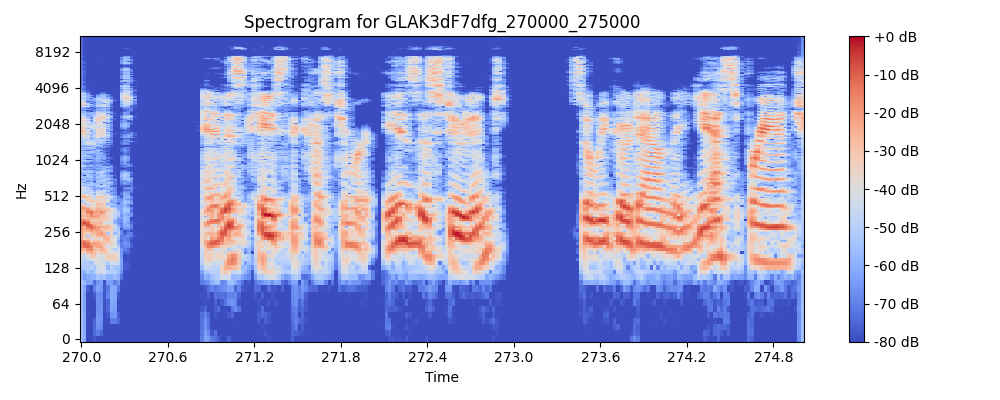 Spectrogram for GLAK3dF7dfg_270000_275000
8192
4096
2048
1024
512
256
128
64
0
Hz
270.0 270.6 271.2 271.8 272.4 273.0 273.6 274.2 274.8
Time
+0 dB
-10 dB
-20 dB
-30 dB
-40 dB
-50 dB
-60 dB
-70 dB
-80 dB